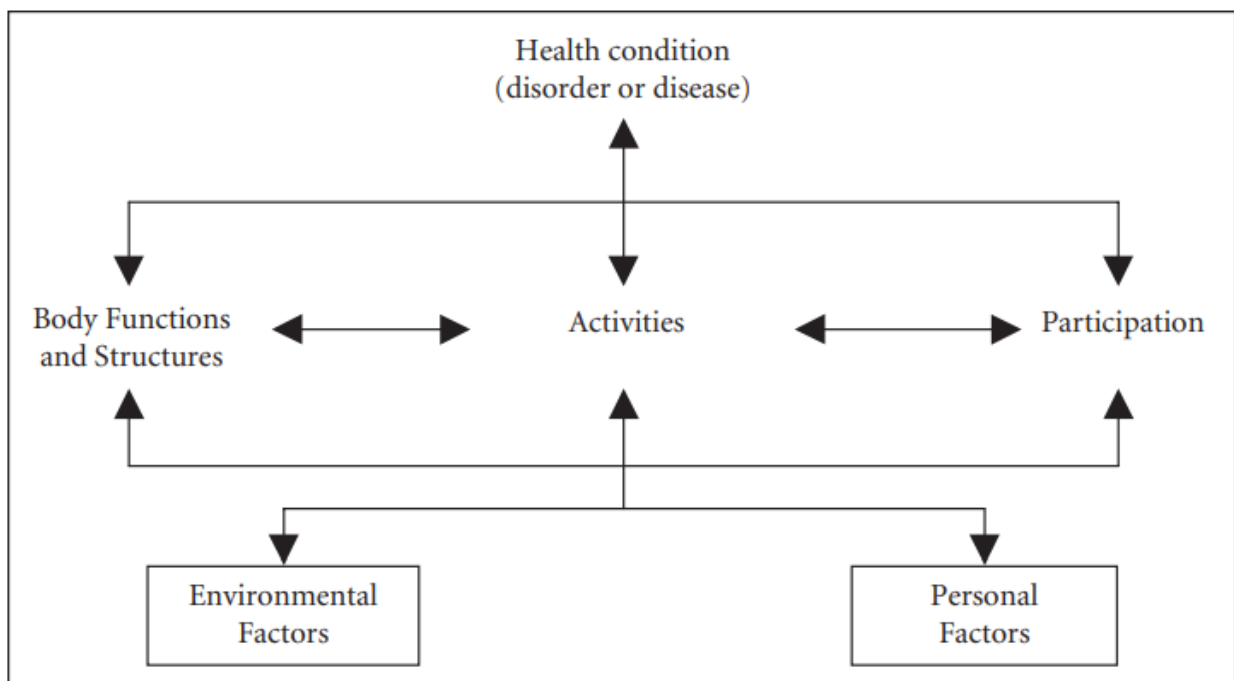 Health condition
(disorder or disease)
Body Functions
and Structures
Activities
Participation
Environmental
Factors
Personal
Factors